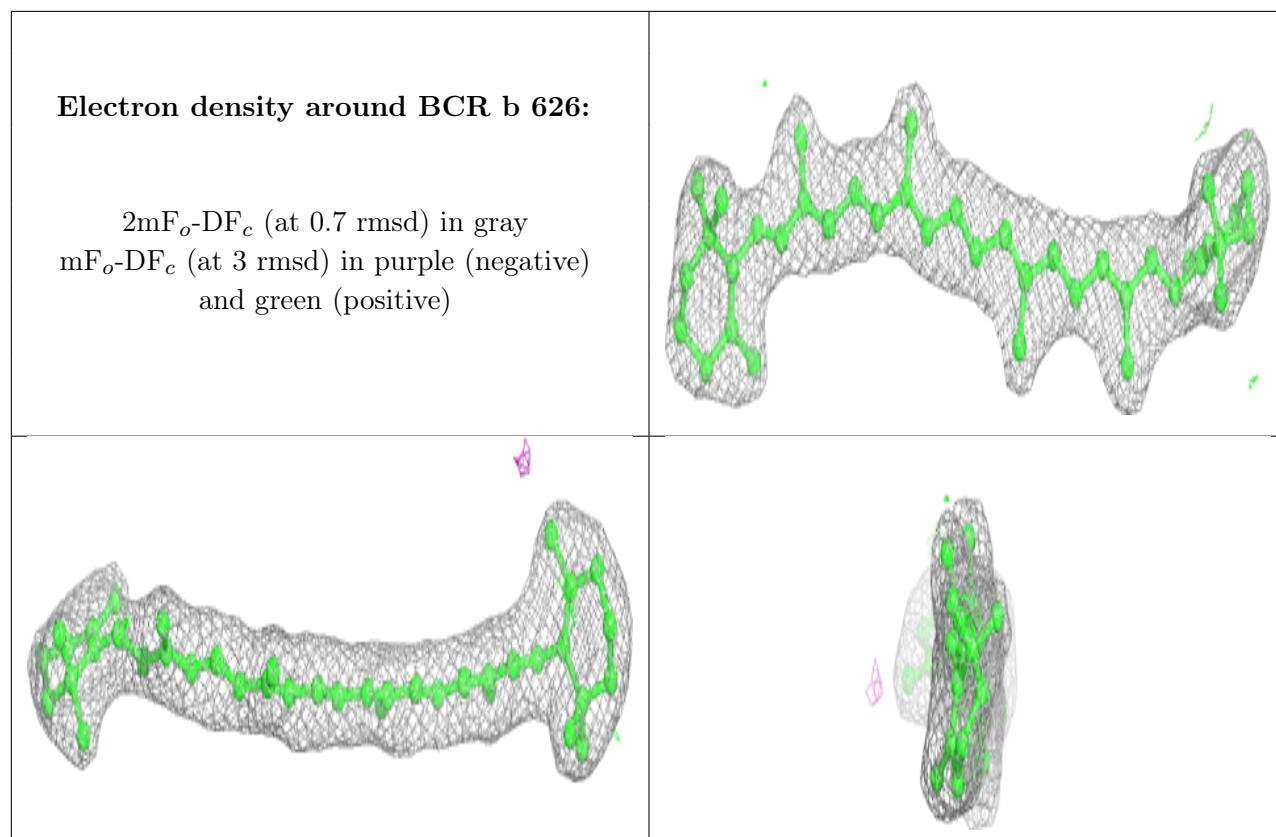 Electron density around BCR b 626:
2mFo-DFc (at 0.7 rmsd) in gray
mFo-DFc (at 3 rmsd) in purple (negative)
and green (positive)